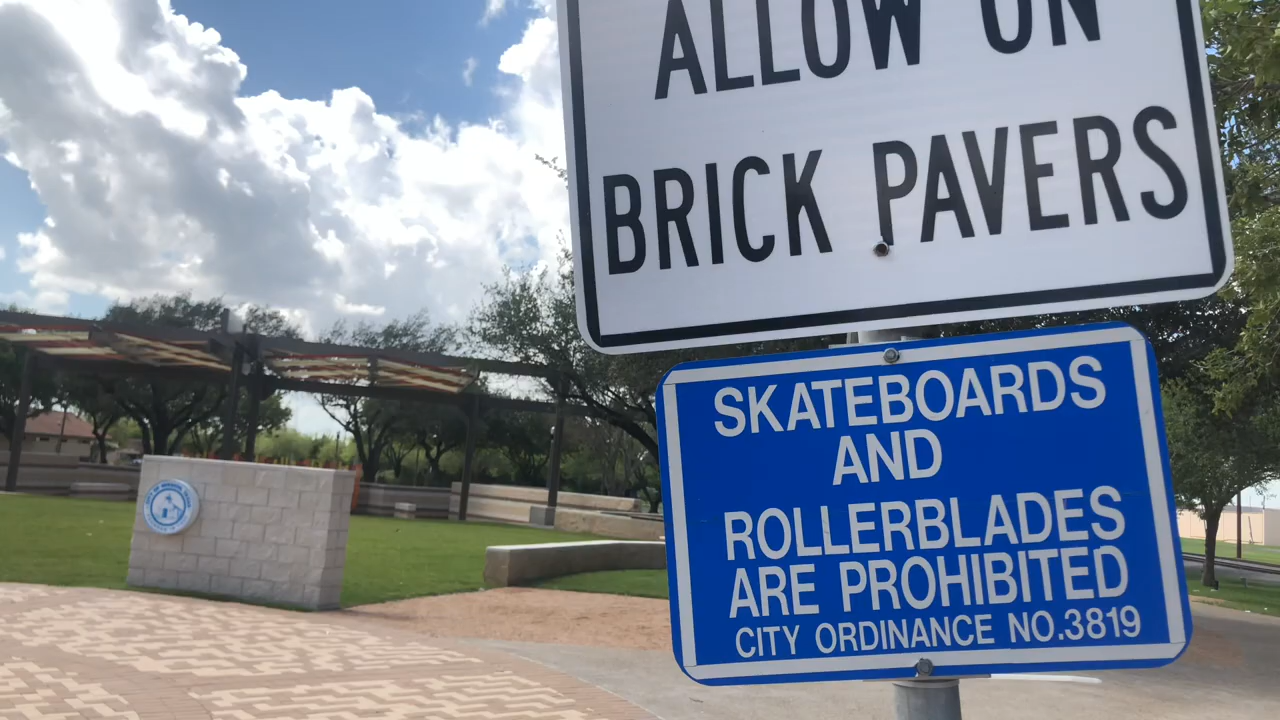 ALLOW ON
BRICK PAVERS
SKATEBOARDS
AND
ROLLERBLADES
ARE PROHIBITED
CITY ORDINANCE NO.3819